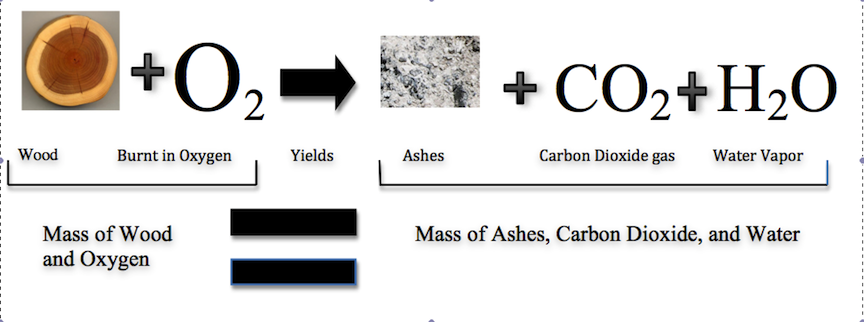 + O₂ + CO₂ + H₂O
Wood Burnt in Oxygen Yields Ashes Carbon Dioxide gas Water Vapor
Mass of Wood
and Oxygen
Mass of Ashes, Carbon Dioxide, and Water